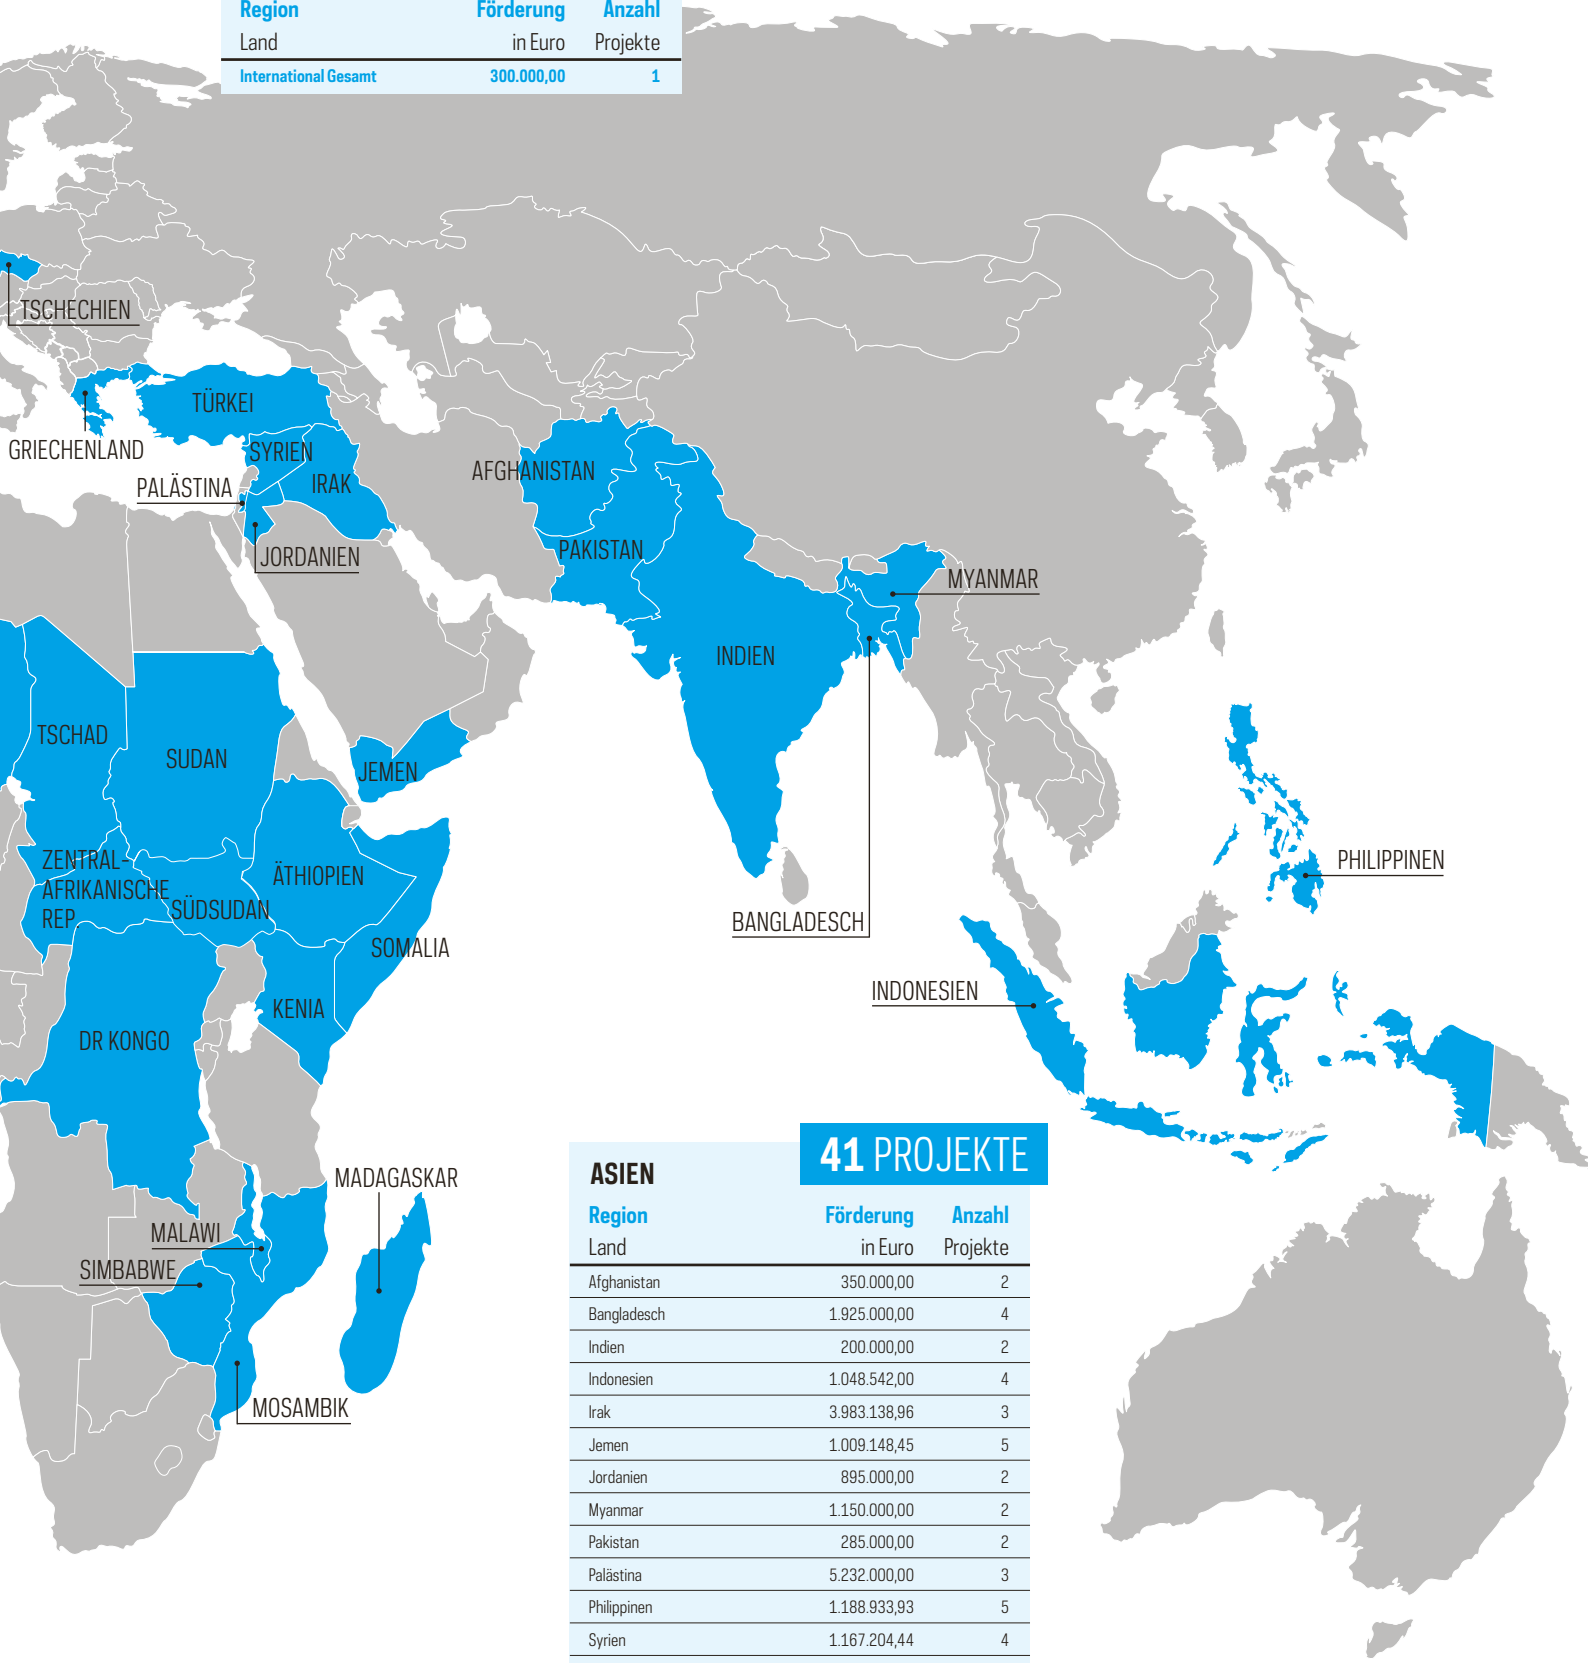 Region Förderung Anzahl
Land in Euro Projekte
International Gesamt 300.000,00 1
TSCHECHIEN
TÜRKEI
GRIECHENLAND
SYRIEN
AFGHANISTAN
IRAK
PALÄSTINA
JORDANIEN
PAKISTAN
MYANMAR
INDIEN
TSCHAD
SUDAN
JEMEN
ZENTRAL-
AFRIKANISCHE
REP.
ÄTHIOPIEN
PHILIPPINEN
SÜDSUDAN
BANGLADESCH
SOMALIA
INDONESIEN
KENIA
DR KONGO
MADAGASKAR
MALAWI
SIMBABWE
MOSAMBIK
41 PROJEKTE
ASIEN
Region Förderung Anzahl
Land in Euro Projekte
Afghanistan 350.000,00 2
Bangladesch 1.925.000,00 4
Indien 200.000,00 2
Indonesien 1.048.542,00 4
Irak 3.983.138,96 3
Jemen 1.009.148,45 5
Jordanien 895.000,00 2
Myanmar 1.150.000,00 2
Pakistan 285.000,00 2
Palästina 5.232.000,00 3
Philippinen 1.188.933,93 5
Syrien 1.167.204,44 4